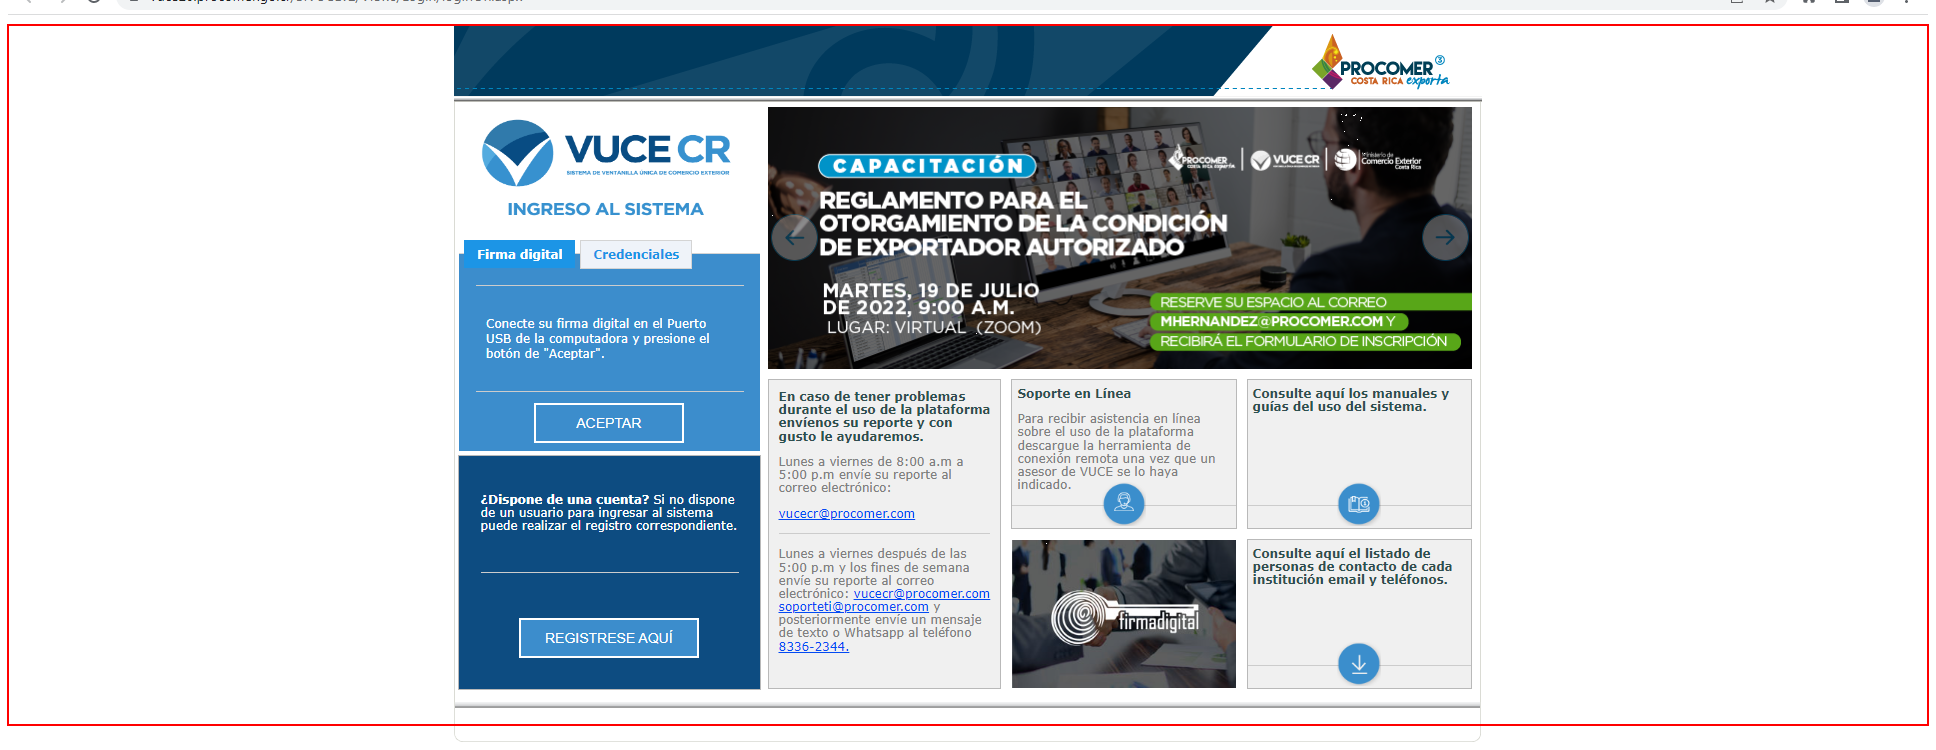 PROCOMER
COSTA RICA exporta
VUCE CR
SISTEMA DE VENTANILLA ÚNICA DE COMERCIO EXTERIOR
INGRESO AL SISTEMA
Firma digital
Credenciales
Conecte su firma digital en el Puerto
USB de la computadora y presione el
botón de "Aceptar".
ACEPTAR
¿Dispone de una cuenta? Si no dispone
de un usuario para ingresar al sistema
puede realizar el registro correspondiente.
REGISTRESE AQUÍ
CAPACITACIÓN
PROCOMER
COSTA RICA exporta
VUCE CR
Ministerio de
Comercio Exterior
Costa Rica
REGLAMENTO PARA EL
OTORGAMIENTO DE LA CONDICIÓN
DE EXPORTADOR AUTORIZADO
MARTES, 19 DE JULIO
DE 2022, 9:00 A.M.
LUGAR: VIRTUAL (ZOOM)
RESERVE SU ESPACIO AL CORREO
MHERNANDEZ@PROCOMER.COM Y
RECIBIRÁ EL FORMULARIO DE INSCRIPCIÓN
En caso de tener problemas
durante el uso de la plataforma
envíenos su reporte y con
gusto le ayudaremos.
Lunes a viernes de 8:00 a.m a
5:00 p.m envíe su reporte al
correo electrónico:
vucecr@procomer.com
Lunes a viernes después de las
5:00 p.m y los fines de semana
envíe su reporte al correo
electrónico: vucecr@procomer.com
soporteti@procomer.com y
posteriormente envíe un mensaje
de texto o Whatsapp al teléfono
8336-2344.
Soporte en Línea
Para recibir asistencia en línea
sobre el uso de la plataforma
descargue la herramienta de
conexión remota una vez que un
asesor de VUCE se lo haya
indicado.
firmadigital
Consulte aquí los manuales y
guías del uso del sistema.
Consulte aquí el listado de
personas de contacto de cada
institución email y teléfonos.